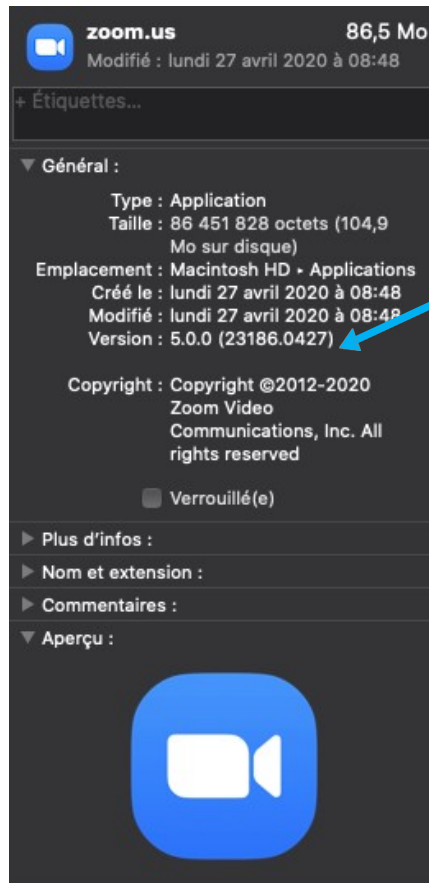 zoom.us 86,5 Mo
Modifié : lundi 27 avril 2020 à 08:48
+ Étiquettes...
Général :
Type : Application
Taille : 86 451 828 octets (104,9
Mo sur disque)
Emplacement : Macintosh HD ▸ Applications
Créé le : lundi 27 avril 2020 à 08:48
Modifié : lundi 27 avril 2020 à 08:48
Version : 5.0.0 (23186.0427)
Copyright : Copyright ©2012-2020
Zoom Video
Communications, Inc. All
rights reserved
Verrouillé(e)
Plus d’infos :
Nom et extension :
Commentaires :
Aperçu :